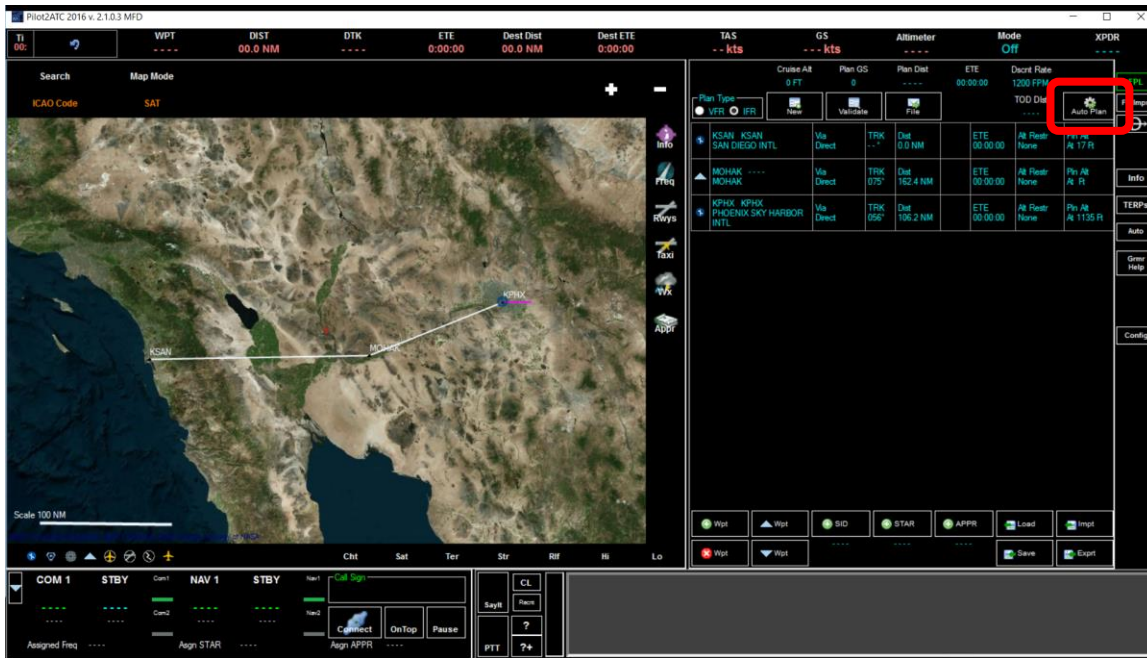 Pilot2ATC 2016 v. 2.1.0.3 MFD
Ti
00:
WPT
DIST
DTK
ETE
Dest Dist
Dest ETE
TAS
GS
Altimeter
Mode
XPDR
- - - -
00.0 NM
- - - -
0:00:00
00.0 NM
0:00:00
- - kts
- - - kts
- - - -
Off
- - - -
Search
Map Mode
ICAO Code
SAT
Info
Freq
Rwys
Taxi
Wx
Appr
KPHX
KSAN
MOHAK
Scale 100 NM
Cht
Sat
Ter
Str
Rtf
Hi
Lo
Cruise Alt
Plan GS
Plan Dist
ETE
Dscnt Rate
0 FT
0
- - - -
00:00:00
1200 FPM
Plan Type
VFR
IFR
New
Validate
File
TOD Dist
- - - -
Auto Plan
KSAN KSAN
SAN DIEGO INTL
Via
Direct
TRK
- - °
Dist
0.0 NM
ETE
00:00:00
Alt Restr
None
Pln Alt
At 17 Ft
MOHAK - - - -
MOHAK
Via
Direct
TRK
075°
Dist
162.4 NM
ETE
00:00:00
Alt Restr
None
Pln Alt
At Ft
KPHX KPHX
PHOENIX SKY HARBOR
INTL
Via
Direct
TRK
056°
Dist
106.2 NM
ETE
00:00:00
Alt Restr
None
Pln Alt
At 1135 Ft
Wpt
Wpt
SID
STAR
APPR
Load
Impt
Wpt
Wpt
- - - -
- - - -
Save
Exprt
Info
TERPs
Auto
Grmr
Help
Config
COM 1
STBY
Com1
NAV 1
STBY
Nav1
Call Sign
- - - -
- - - -
- - - -
- - - -
Com2
Nav2
- - - -
- - - -
- - - -
- - - -
Connect
OnTop
Pause
Assigned Freq - - - -
Asgn STAR - - - -
Asgn APPR - - - -
SayIt
CL
Recrd
PTT
?
?+